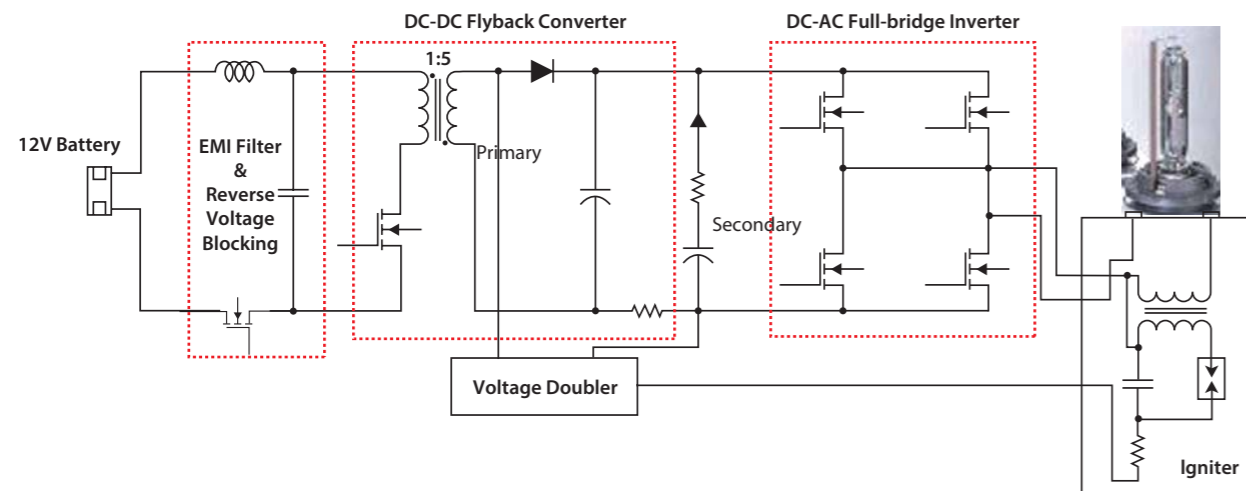 DC-DC Flyback Converter
DC-AC Full-bridge Inverter
1:5
12V Battery
EMI Filter
&
Reverse
Voltage
Blocking
Primary
Secondary
Voltage Doubler
Igniter